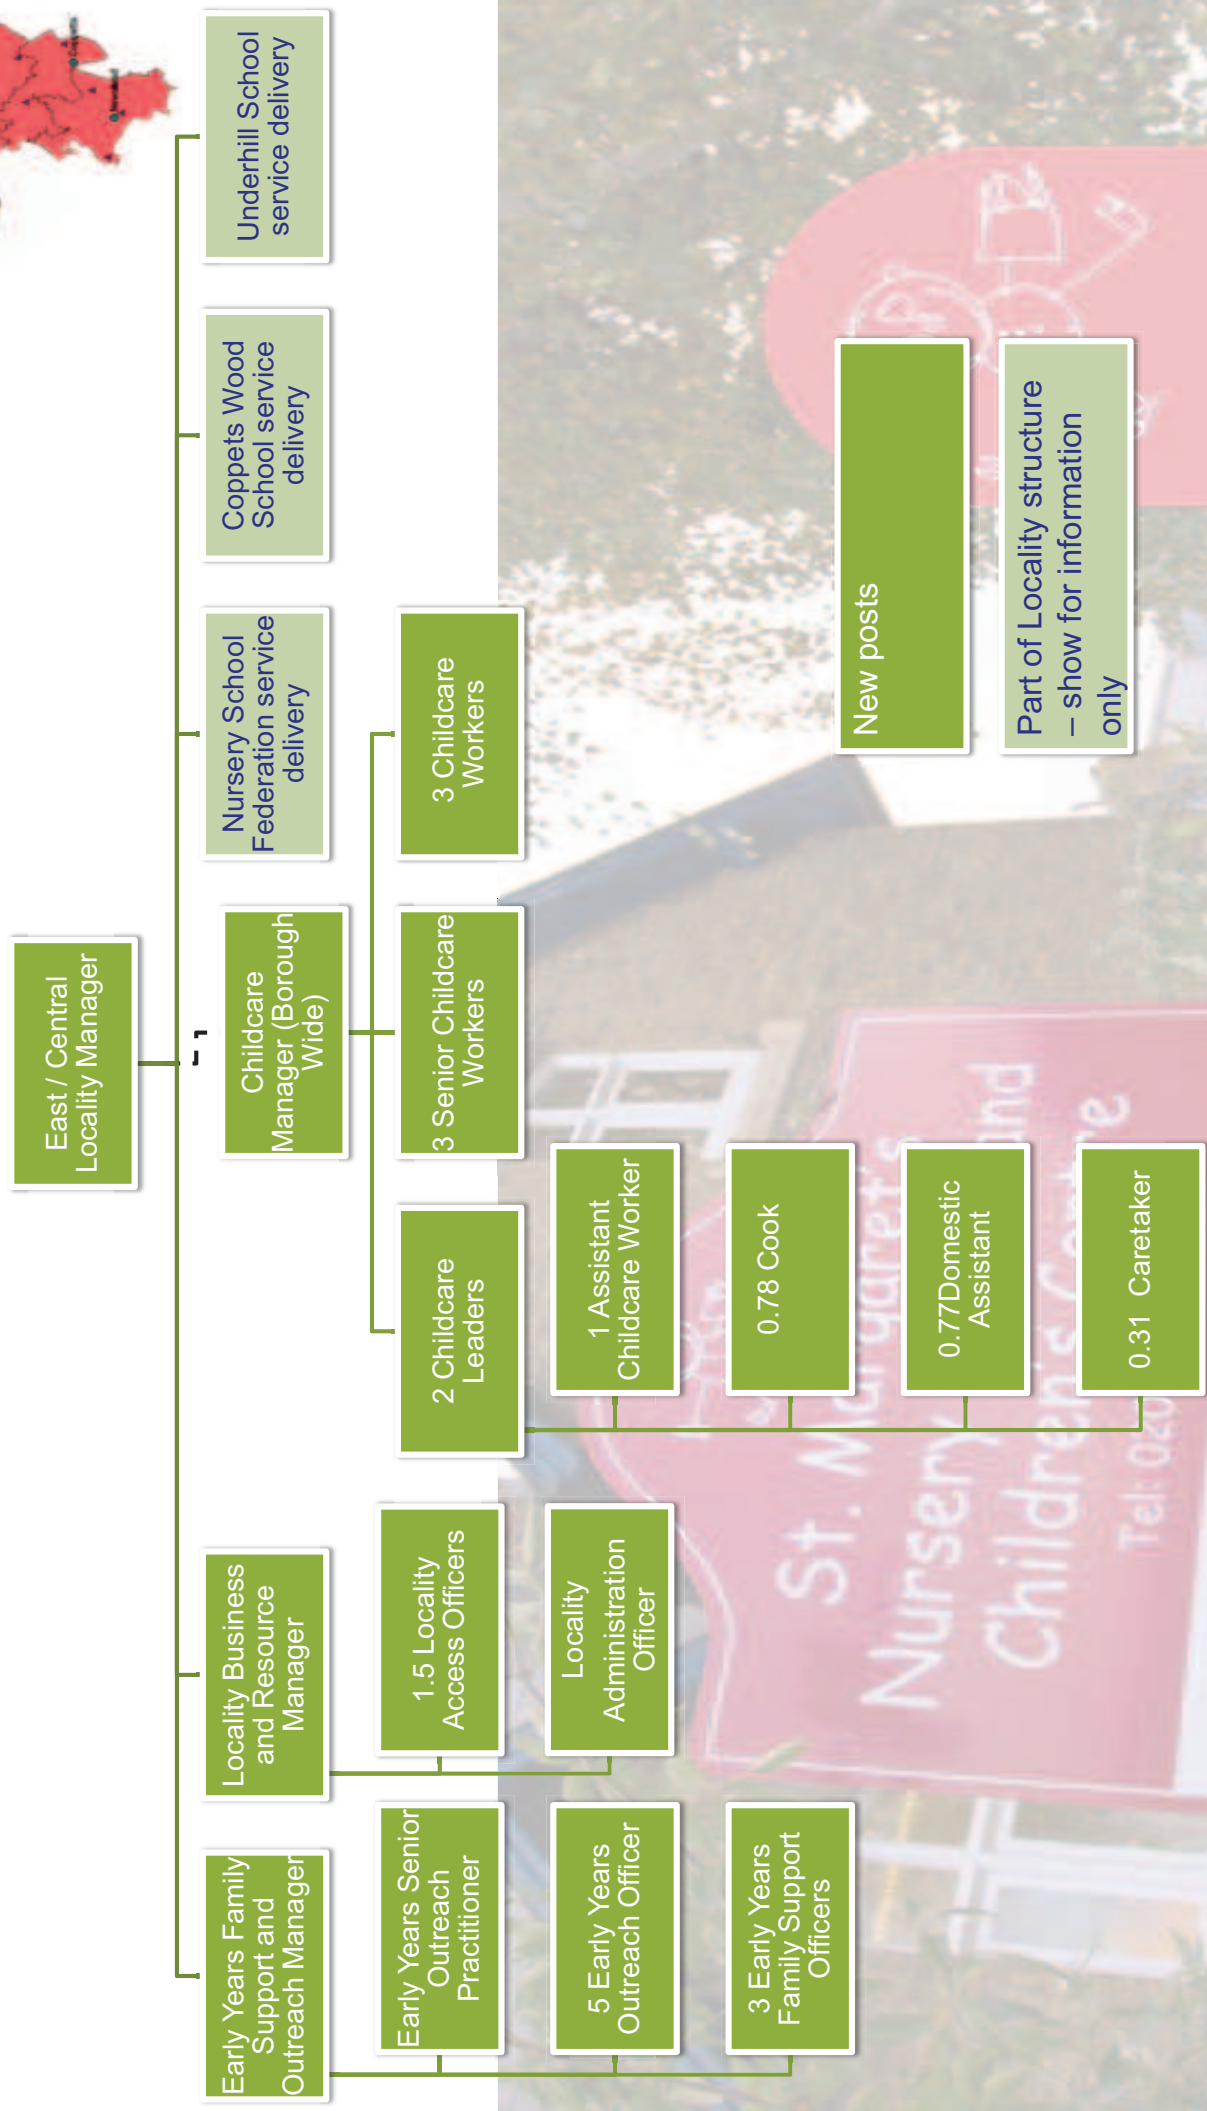 East / Central
Locality Manager
Early Years Family
Support and
Outreach Manager
Early Years Senior
Outreach
Practitioner
5 Early Years
Outreach Officer
3 Early Years
Family Support
Officers
Locality Business
and Resource
Manager
1.5 Locality
Access Officers
Locality
Administration
Officer
Childcare
Manager (Borough
Wide)
2 Childcare
Leaders
1 Assistant
Childcare Worker
0.78 Cook
0.77Domestic
Assistant
0.31 Caretaker
3 Senior Childcare
Workers
3 Childcare
Workers
Nursery School
Federation service
delivery
Coppets Wood
School service
delivery
Underhill School
service delivery
New posts
Part of Locality structure
– show for information
only
St. Margaret's
Nursery and
Children's Centre
Tel: 020